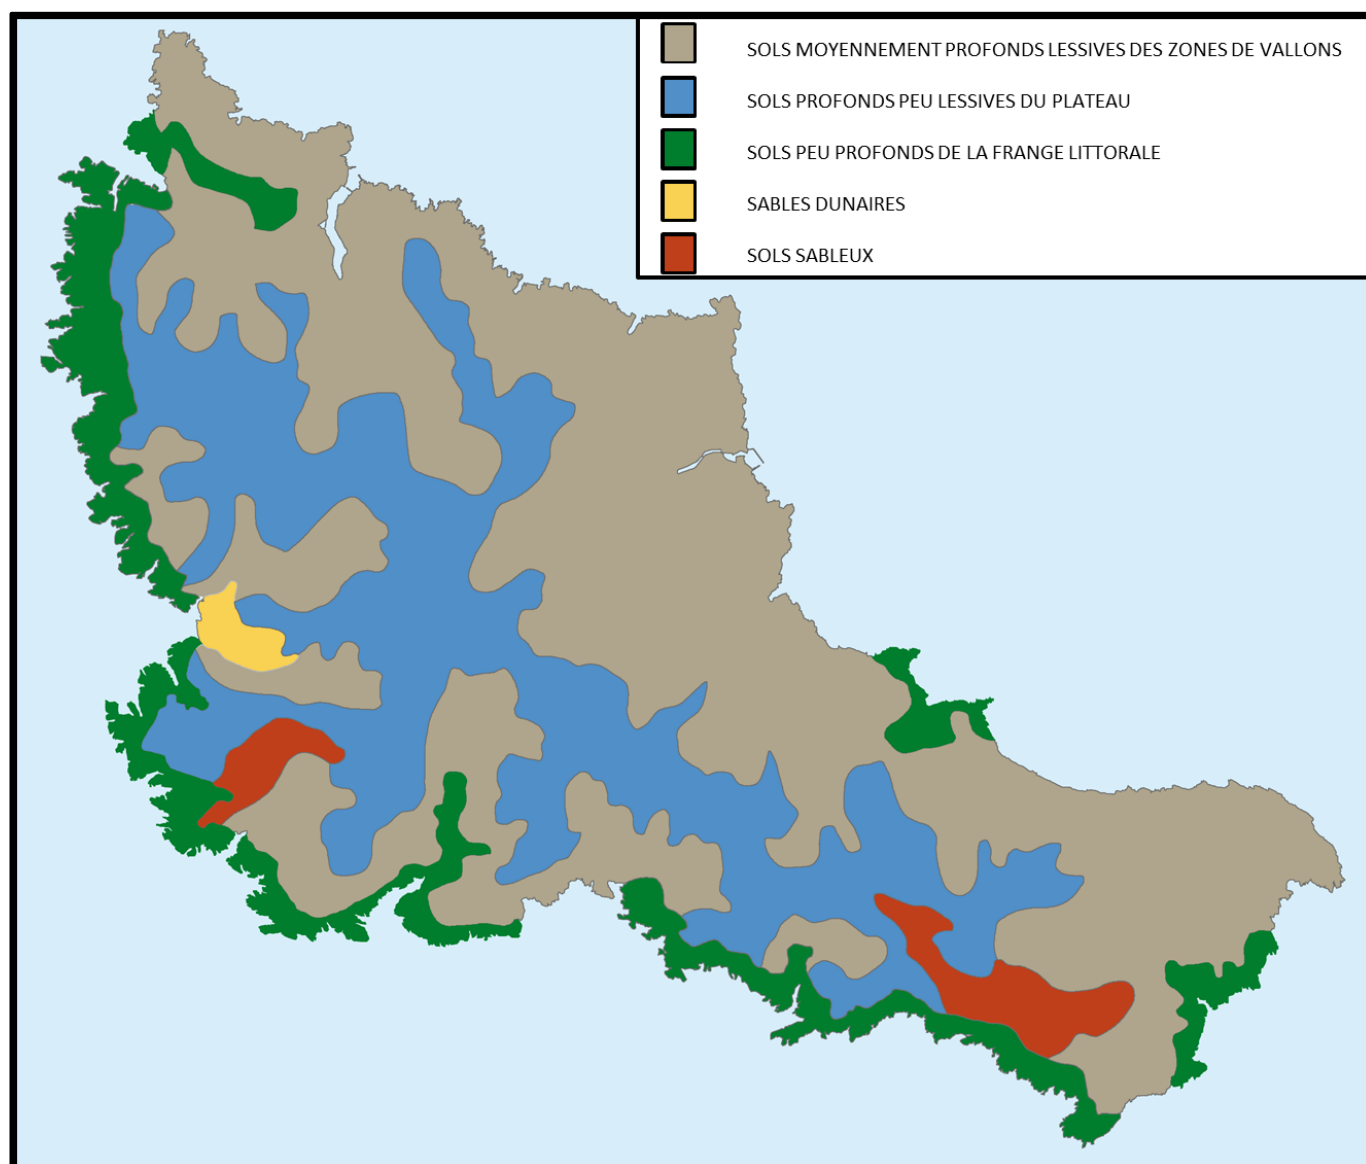 SOLS MOYENNEMENT PROFONDS LESSIVES DES ZONES DE VALLONS
SOLS PROFONDS PEU LESSIVES DU PLATEAU
SOLS PEU PROFONDS DE LA FRANGE LITTORALE
SABLES DUNAIRES
SOLS SABLEUX